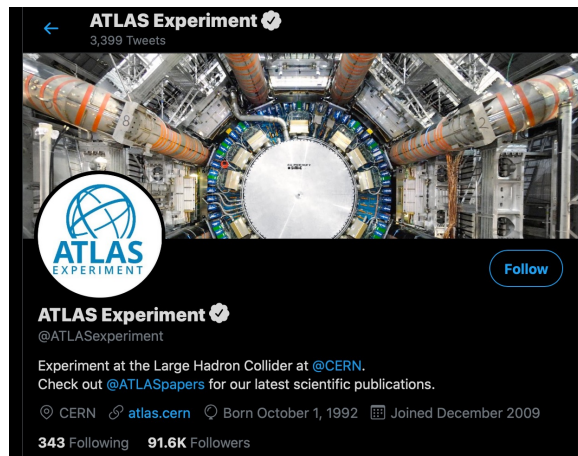 ATLAS Experiment
3,399 Tweets
8
2
ATLAS
EXPERIMENT
Follow
ATLAS Experiment
@ATLASexperiment
Experiment at the Large Hadron Collider at @CERN.
Check out @ATLASpapers for our latest scientific publications.
CERN atlas.cern Born October 1, 1992 Joined December 2009
343 Following 91.6K Followers